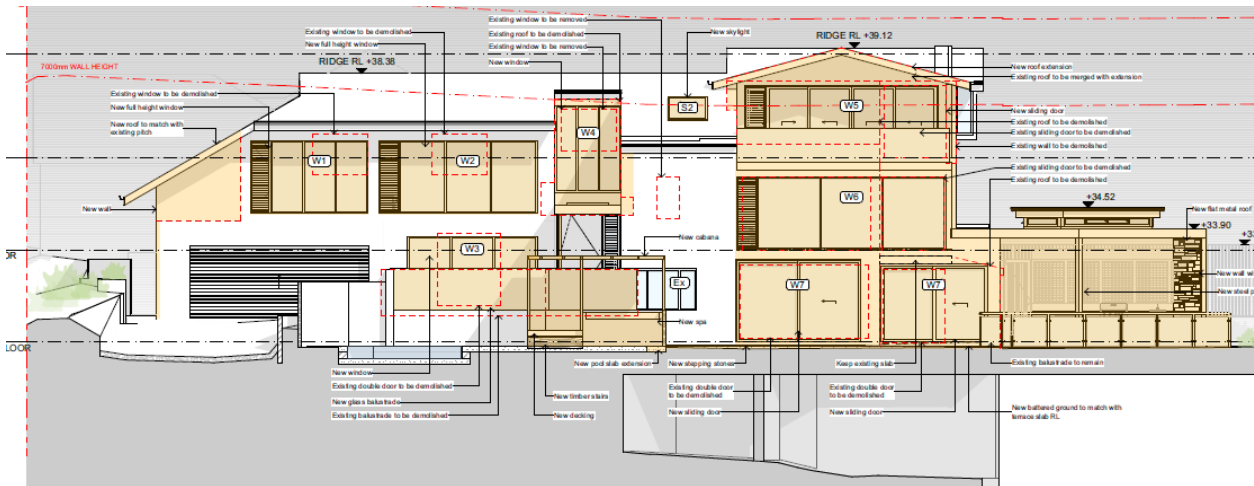 Existing window to be removed
Existing window to be demolished
Existing roof to be demolished
New skylight
New full height window
Existing window to be removed
RIDGE RL +39.12
RIDGE RL +38.38
New window
7000mm WALL HEIGHT
New roof extension
Existing roof to be merged with extension
Existing window to be demolished
New full height window
S2
W5
New sliding door
Existing roof to be demolished
New roof to match with
existing pitch
W4
Existing sliding door to be demolished
Existing wall to be demolished
W1
W2
Existing sliding door to be demolished
Existing roof to be demolished
W6
+34.52
New wall
New flat metal roof
+33.90
New cabana
W3
Ex
W7
W7
New spa
New pool slab extension
New stepping stones
Keep existing slab
Existing balustrade to remain
New window
Existing double door to be demolished
New glass balustrade
Existing balustrade to be demolished
New timber stairs
New decking
Existing double door
to be demolished
New sliding door
Existing double door
to be demolished
New sliding door
New battered ground to match with
terrace slab RL